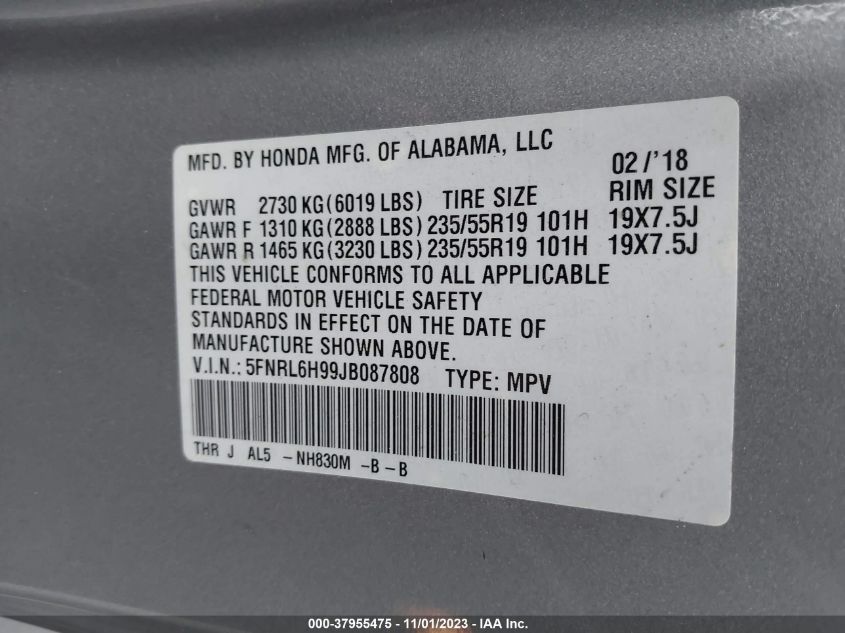 MFD. BY HONDA MFG. OF ALABAMA, LLC 02/'18
GVWR 2730 KG(6019 LBS) TIRE SIZE RIM SIZE
GAWR F 1310 KG(2888 LBS) 235/55R19 101H 19X7.5J
GAWR R 1465 KG(3230 LBS) 235/55R19 101H 19X7.5J
THIS VEHICLE CONFORMS TO ALL APPLICABLE
FEDERAL MOTOR VEHICLE SAFETY
STANDARDS IN EFFECT ON THE DATE OF
MANUFACTURE SHOWN ABOVE.
V.I.N.: 5FNRL6H99JB087808 TYPE: MPV
THR J AL5 -NH830M -B-B
000-37955475 - 11/01/2023 - IAA Inc.